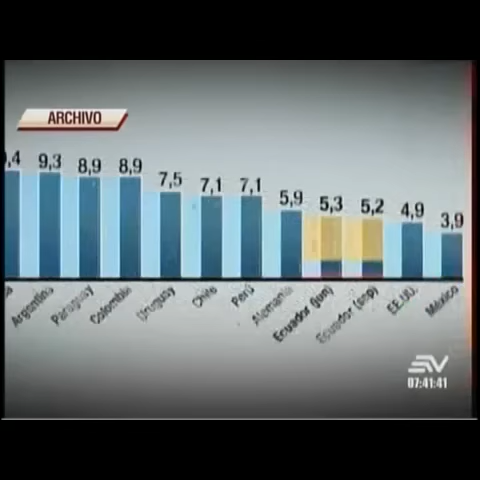 ARCHIVO
,4 9,3 8,9 8,9 7,5 7,1 7,1 5,9 5,3 5,2 4,9 3,9
Argentina Paraguay Colombia Uruguay Chile Perú Alemania Ecuador (jun) Ecuador (sep) EE.UU. México
07:41:41